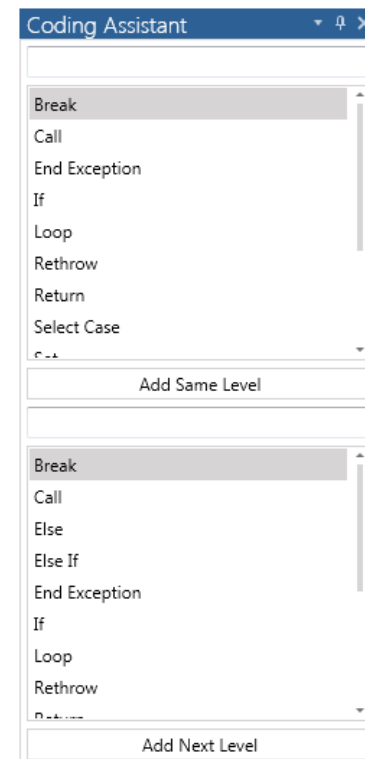 Coding Assistant
Break
Call
End Exception
If
Loop
Rethrow
Return
Select Case
Add Same Level
Break
Call
Else
Else If
End Exception
If
Loop
Rethrow
Add Next Level